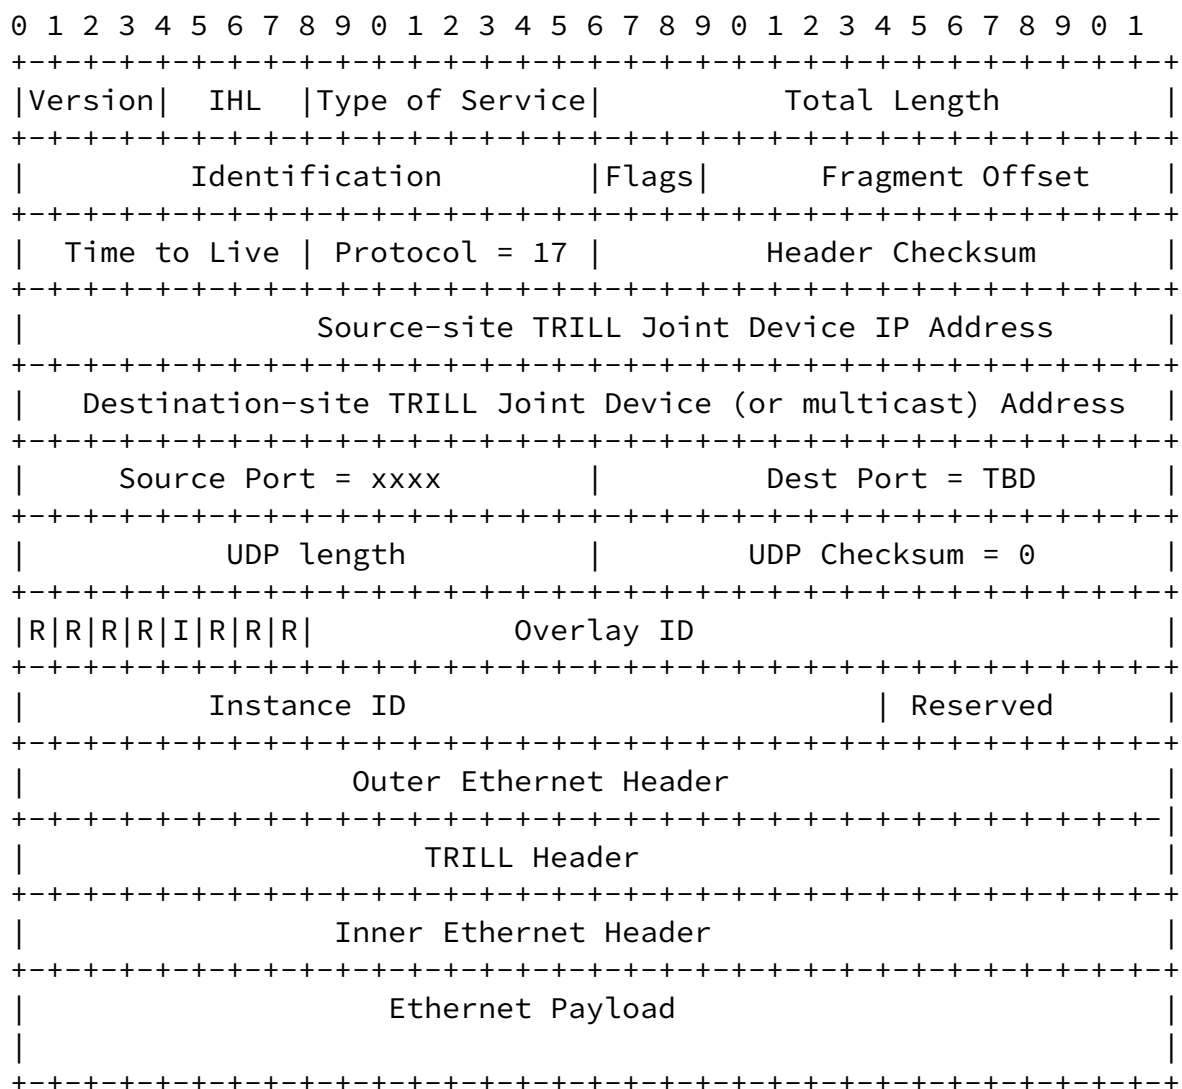 0 1 2 3 4 5 6 7 8 9 0 1 2 3 4 5 6 7 8 9 0 1 2 3 4 5 6 7 8 9 0 1
+-+-+-+-+-+-+-+-+-+-+-+-+-+-+-+-+-+-+-+-+-+-+-+-+-+-+-+-+-+-+-+-+
|Version|  IHL  |Type of Service|          Total Length         |
+-+-+-+-+-+-+-+-+-+-+-+-+-+-+-+-+-+-+-+-+-+-+-+-+-+-+-+-+-+-+-+-+
|         Identification        |Flags|      Fragment Offset    |
+-+-+-+-+-+-+-+-+-+-+-+-+-+-+-+-+-+-+-+-+-+-+-+-+-+-+-+-+-+-+-+-+
|  Time to Live | Protocol = 17 |         Header Checksum       |
+-+-+-+-+-+-+-+-+-+-+-+-+-+-+-+-+-+-+-+-+-+-+-+-+-+-+-+-+-+-+-+-+
|                Source-site TRILL Joint Device IP Address      |
+-+-+-+-+-+-+-+-+-+-+-+-+-+-+-+-+-+-+-+-+-+-+-+-+-+-+-+-+-+-+-+-+
|   Destination-site TRILL Joint Device (or multicast) Address  |
+-+-+-+-+-+-+-+-+-+-+-+-+-+-+-+-+-+-+-+-+-+-+-+-+-+-+-+-+-+-+-+-+
|     Source Port = xxxx        |         Dest Port = TBD       |
+-+-+-+-+-+-+-+-+-+-+-+-+-+-+-+-+-+-+-+-+-+-+-+-+-+-+-+-+-+-+-+-+
|           UDP length          |        UDP Checksum = 0       |
+-+-+-+-+-+-+-+-+-+-+-+-+-+-+-+-+-+-+-+-+-+-+-+-+-+-+-+-+-+-+-+-+
|R|R|R|R|I|R|R|R|           Overlay ID                          |
+-+-+-+-+-+-+-+-+-+-+-+-+-+-+-+-+-+-+-+-+-+-+-+-+-+-+-+-+-+-+-+-+
|          Instance ID                          | Reserved      |
+-+-+-+-+-+-+-+-+-+-+-+-+-+-+-+-+-+-+-+-+-+-+-+-+-+-+-+-+-+-+-+-+
|                  Outer Ethernet Header                        |
+-+-+-+-+-+-+-+-+-+-+-+-+-+-+-+-+-+-+-+-+-+-+-+-+-+-+-+-+-+-+-+-|
|                      TRILL Header                             |
+-+-+-+-+-+-+-+-+-+-+-+-+-+-+-+-+-+-+-+-+-+-+-+-+-+-+-+-+-+-+-+-+
|                 Inner Ethernet Header                         |
+-+-+-+-+-+-+-+-+-+-+-+-+-+-+-+-+-+-+-+-+-+-+-+-+-+-+-+-+-+-+-+-+
|                    Ethernet Payload                           |
|                                                               |
+-+-+-+-+-+-+-+-+-+-+-+-+-+-+-+-+-+-+-+-+-+-+-+-+-+-+-+-+-+-+-+-+